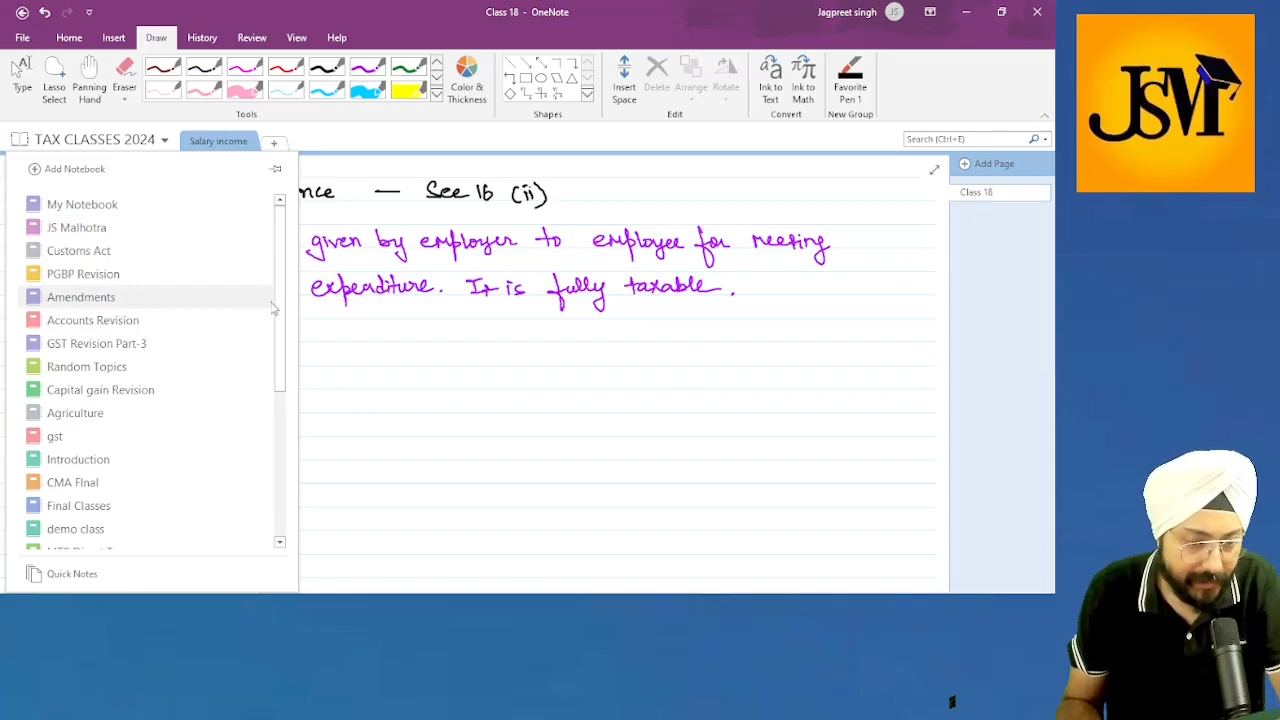 Class 18 - OneNote
Jagpreet singh JS
File Home Insert Draw History Review View Help
Type
Lasso Select
Panning Hand
Eraser
Color & Thickness
Insert Space
Delete
Arrange
Rotate
Ink to Text
Ink to Math
Favorite Pen 1
Tools Shapes Edit Convert New Group
TAX CLASSES 2024 Salary income
Search (Ctrl+E)
Add Notebook
Add Page
Class 18
My Notebook
JS Malhotra
Customs Act
PGBP Revision
Amendments
Accounts Revision
GST Revision Part-3
Random Topics
Capital gain Revision
Agriculture
gst
Introduction
CMA FInal
Final Classes
demo class
Quick Notes
nce — Sec 16 (ii)
given by employer to employee for meeting
expenditure. It is fully taxable.
JSM